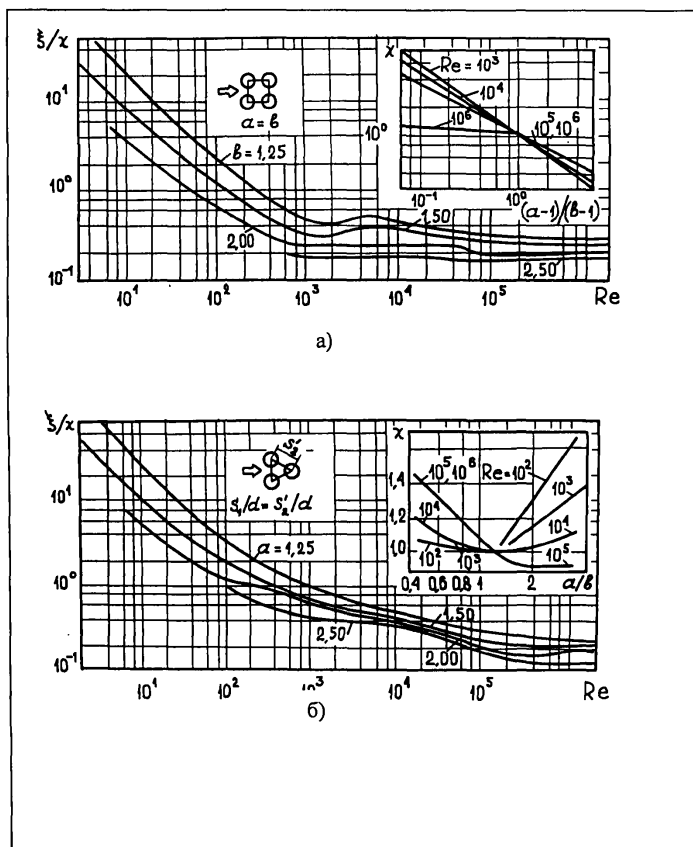 ξ/χ
10¹
10⁰
10⁻¹
a = в
в = 1,25
2,00
1,50
2,50
χ
Re = 10³
10⁴
10⁶
10⁵ 10⁶
10⁰
10⁻¹
10⁰
(a-1)/(в-1)
10¹
10²
10³
10⁴
10⁵
Re
а)
ξ/χ
10¹
10⁰
10⁻¹
S₂'
S₁/d = S₂'/d
a = 1,25
2,50
1,50
2,00
χ
1,4
1,2
1,0
10⁵ 10⁶
Re = 10²
10⁴
10³
10²
10³
10⁴
10⁵
0,4
0,6
0,8
1
2
a/в
10¹
10²
10³
10⁴
10⁵
Re
б)